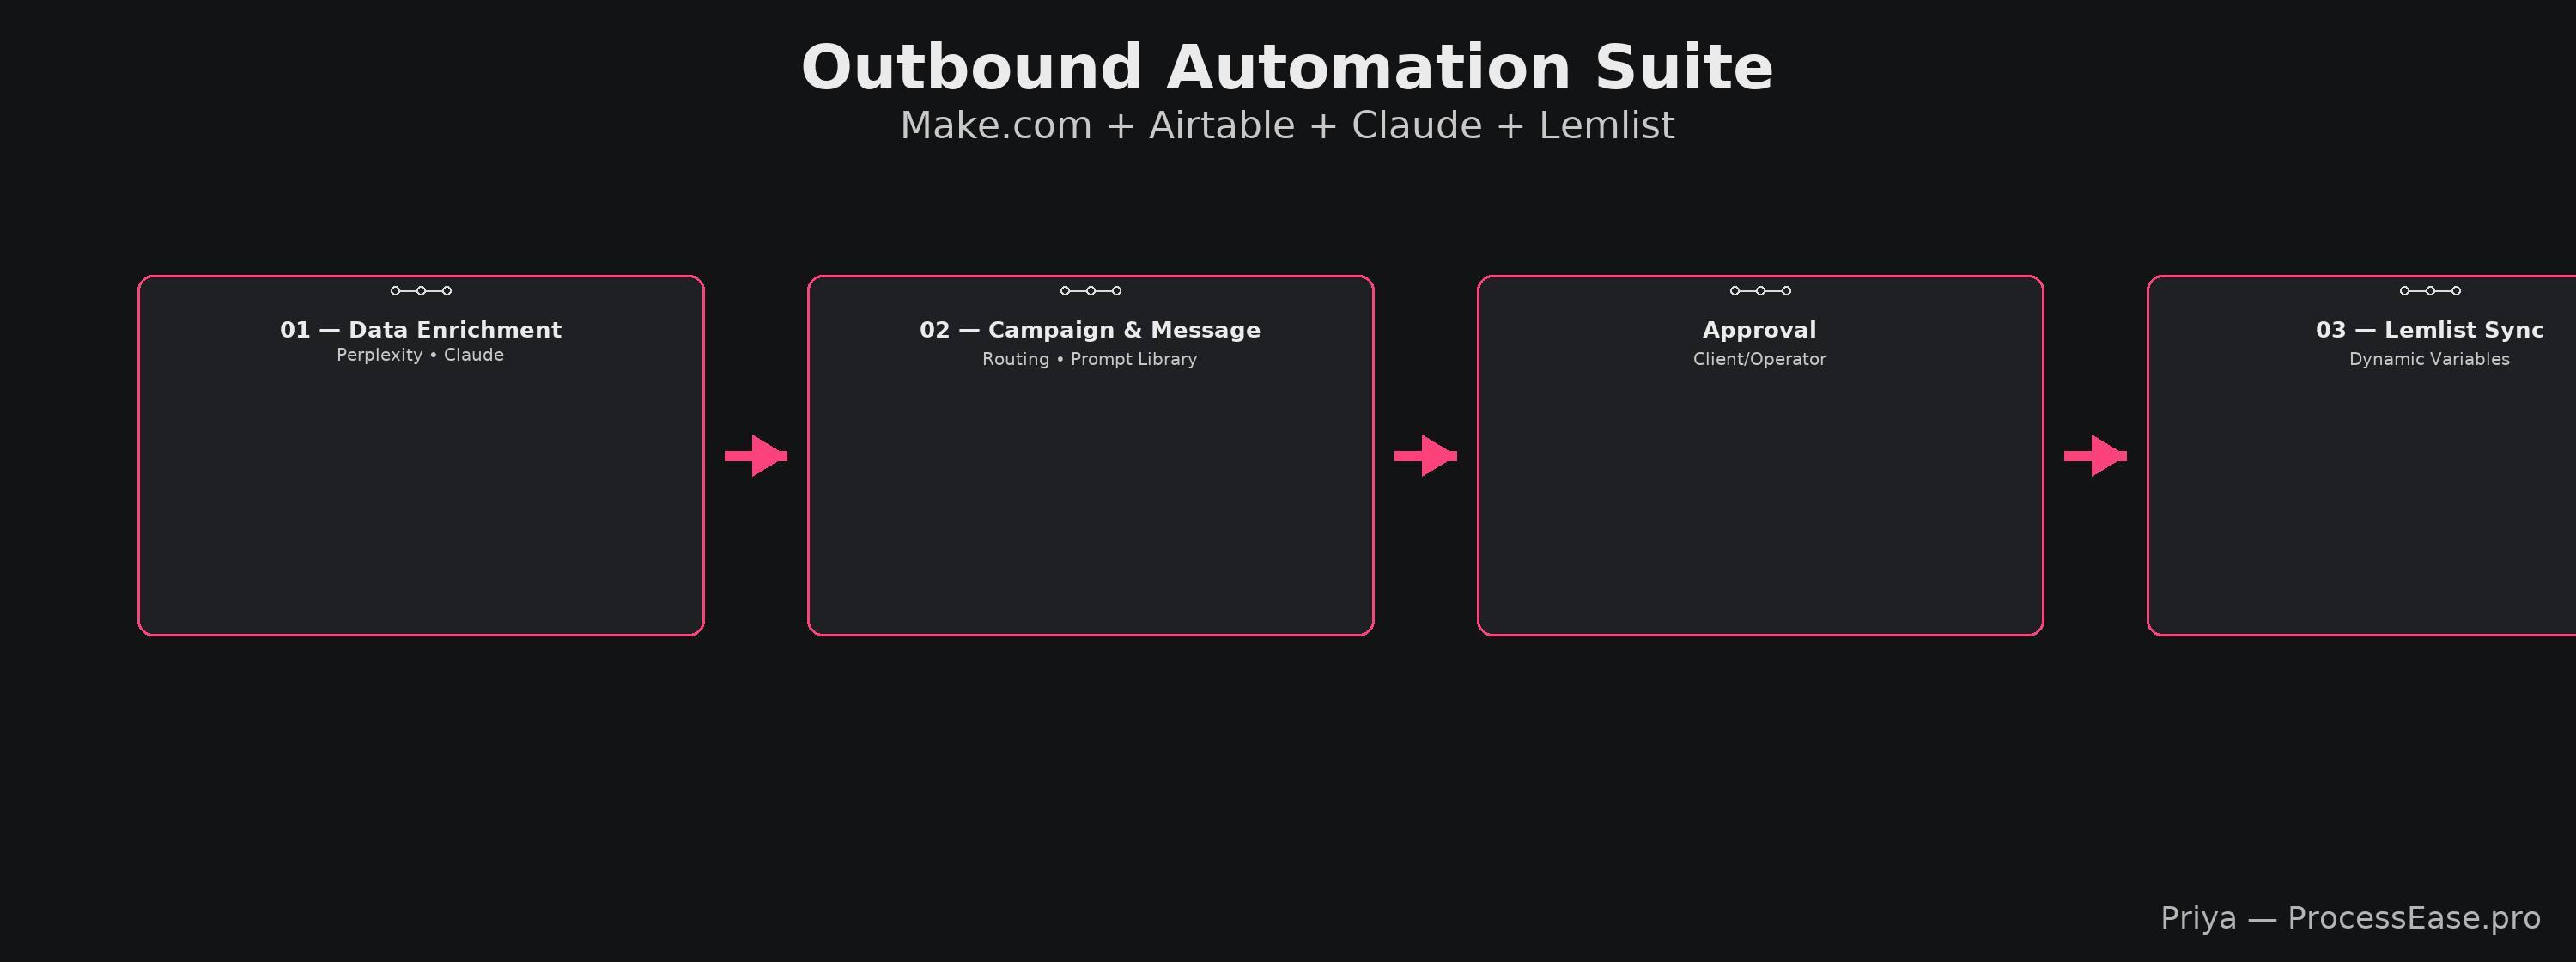 Outbound Automation Suite
Make.com + Airtable + Claude + Lemlist
01 — Data Enrichment
Perplexity • Claude
02 — Campaign & Message
Routing • Prompt Library
Approval
Client/Operator
03 — Lemlist Sync
Dynamic Variables
Priya — ProcessEase.pro